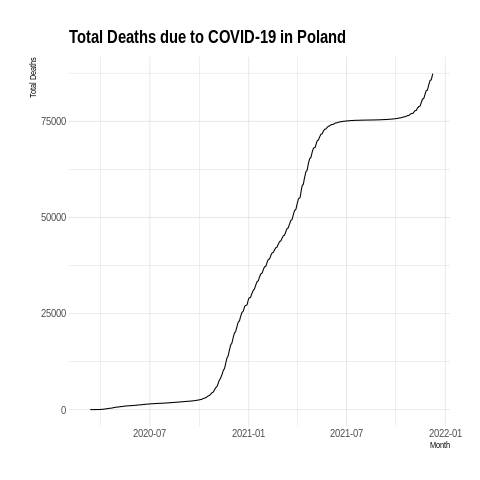 Total Deaths due to COVID-19 in Poland
Total Deaths
75000
50000
25000
0
2020-07 2021-01 2021-07 2022-01
Month